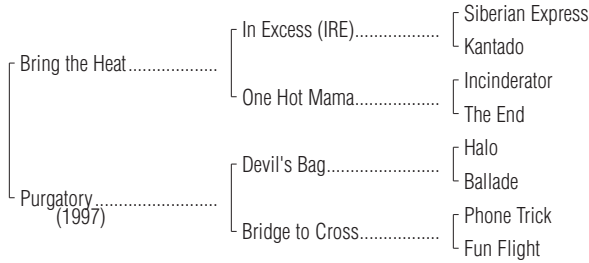 Siberian Express
In Excess (IRE)..................
Kantado
Bring the Heat...................
Incinderator
One Hot Mama..................
The End
Halo
Devil's Bag........................
Ballade
Purgatory..........................
(1997)
Phone Trick
Bridge to Cross.................
Fun Flight